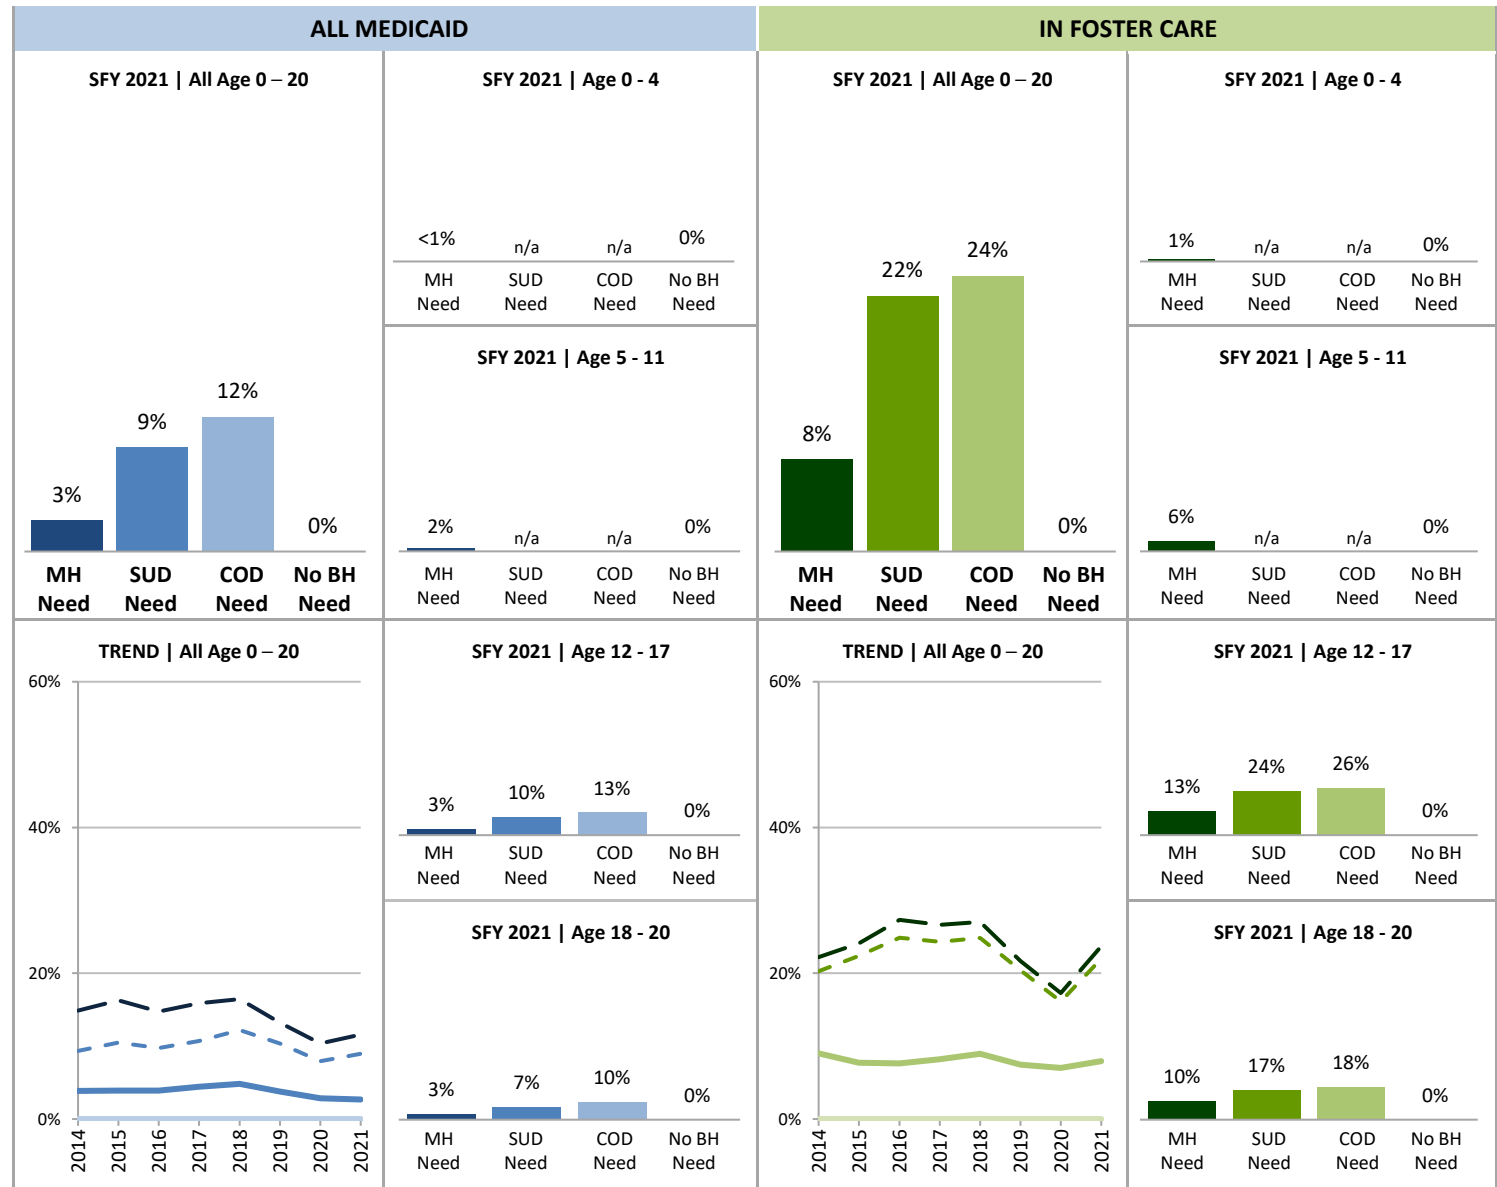 ALL MEDICAID
SFY 2021 | All Age 0 – 20
3%
9%
12%
0%
MH Need
SUD Need
COD Need
No BH Need
SFY 2021 | Age 0 - 4
<1%
n/a
n/a
0%
MH Need
SUD Need
COD Need
No BH Need
SFY 2021 | Age 5 - 11
2%
n/a
n/a
0%
MH Need
SUD Need
COD Need
No BH Need
TREND | All Age 0 – 20
60%
40%
20%
0%
2014
2015
2016
2017
2018
2019
2020
2021
SFY 2021 | Age 12 - 17
3%
10%
13%
0%
MH Need
SUD Need
COD Need
No BH Need
SFY 2021 | Age 18 - 20
3%
7%
10%
0%
MH Need
SUD Need
COD Need
No BH Need
IN FOSTER CARE
SFY 2021 | All Age 0 – 20
8%
22%
24%
0%
MH Need
SUD Need
COD Need
No BH Need
SFY 2021 | Age 0 - 4
1%
n/a
n/a
0%
MH Need
SUD Need
COD Need
No BH Need
SFY 2021 | Age 5 - 11
6%
n/a
n/a
0%
MH Need
SUD Need
COD Need
No BH Need
TREND | All Age 0 – 20
60%
40%
20%
0%
2014
2015
2016
2017
2018
2019
2020
2021
SFY 2021 | Age 12 - 17
13%
24%
26%
0%
MH Need
SUD Need
COD Need
No BH Need
SFY 2021 | Age 18 - 20
10%
17%
18%
0%
MH Need
SUD Need
COD Need
No BH Need